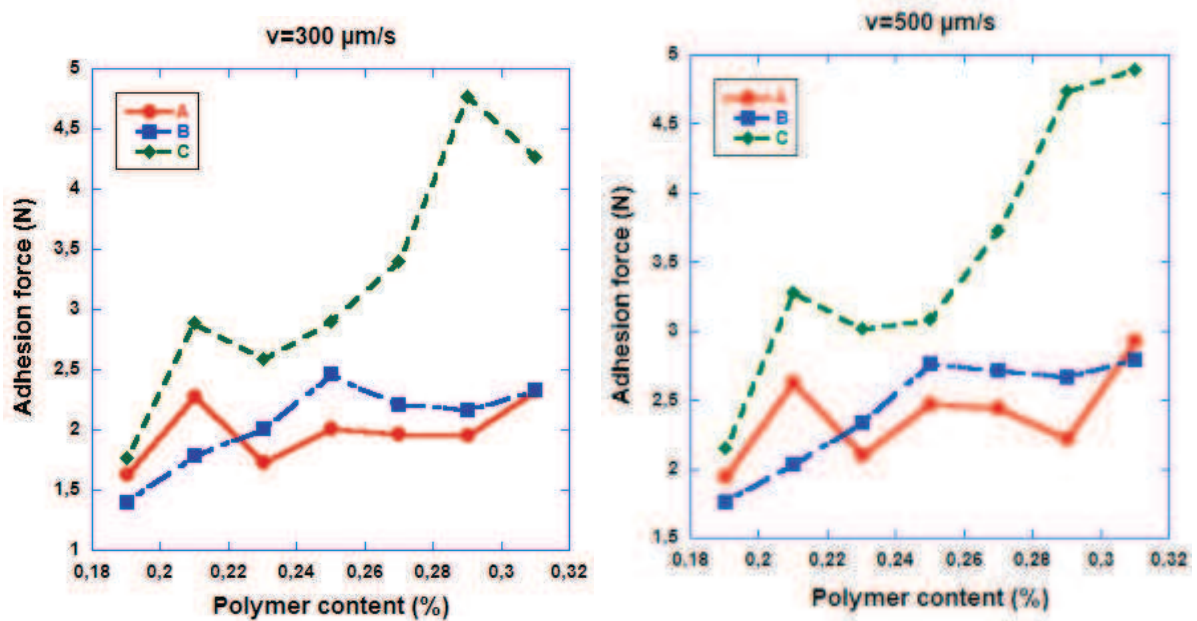 v=300 µm/s
5
4,5
4
3,5
3
2,5
2
1,5
1
A
B
C
Adhesion force (N)
0,18
0,2
0,22
0,24
0,26
0,28
0,3
0,32
Polymer content (%)
v=500 µm/s
5
4,5
4
3,5
3
2,5
2
1,5
A
B
C
Adhesion force (N)
0,18
0,2
0,22
0,24
0,26
0,28
0,3
0,32
Polymer content (%)